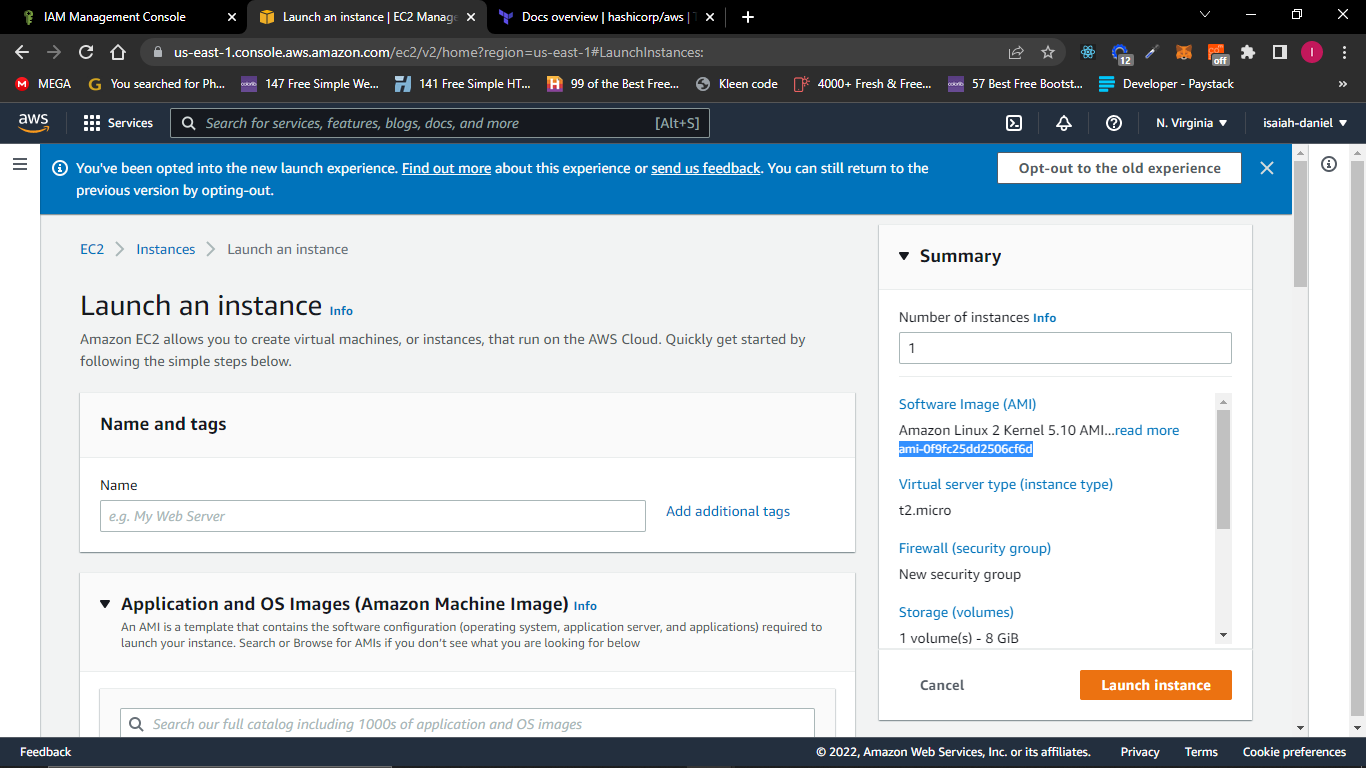 IAM Management Console
Launch an instance | EC2 Manage
Docs overview | hashicorp/aws |
us-east-1.console.aws.amazon.com/ec2/v2/home?region=us-east-1#LaunchInstances:
12
off
I
MEGA
You searched for Ph...
147 Free Simple We...
141 Free Simple HT...
99 of the Best Free...
Kleen code
4000+ Fresh & Free...
57 Best Free Bootst...
Developer - Paystack
»
aws
Services
Search for services, features, blogs, docs, and more
[Alt+S]
N. Virginia
isaiah-daniel
You've been opted into the new launch experience. Find out more about this experience or send us feedback. You can still return to the
previous version by opting-out.
Opt-out to the old experience
EC2
Instances
Launch an instance
Launch an instance Info
Amazon EC2 allows you to create virtual machines, or instances, that run on the AWS Cloud. Quickly get started by
following the simple steps below.
Name and tags
Name
e.g. My Web Server
Add additional tags
Application and OS Images (Amazon Machine Image) Info
An AMI is a template that contains the software configuration (operating system, application server, and applications) required to
launch your instance. Search or Browse for AMIs if you don't see what you are looking for below
Search our full catalog including 1000s of application and OS images
Summary
Number of instances Info
1
Software Image (AMI)
Amazon Linux 2 Kernel 5.10 AMI...read more
ami-0f9fc25dd2506cf6d
Virtual server type (instance type)
t2.micro
Firewall (security group)
New security group
Storage (volumes)
1 volume(s) - 8 GiB
Cancel
Launch instance
Feedback
© 2022, Amazon Web Services, Inc. or its affiliates.
Privacy
Terms
Cookie preferences